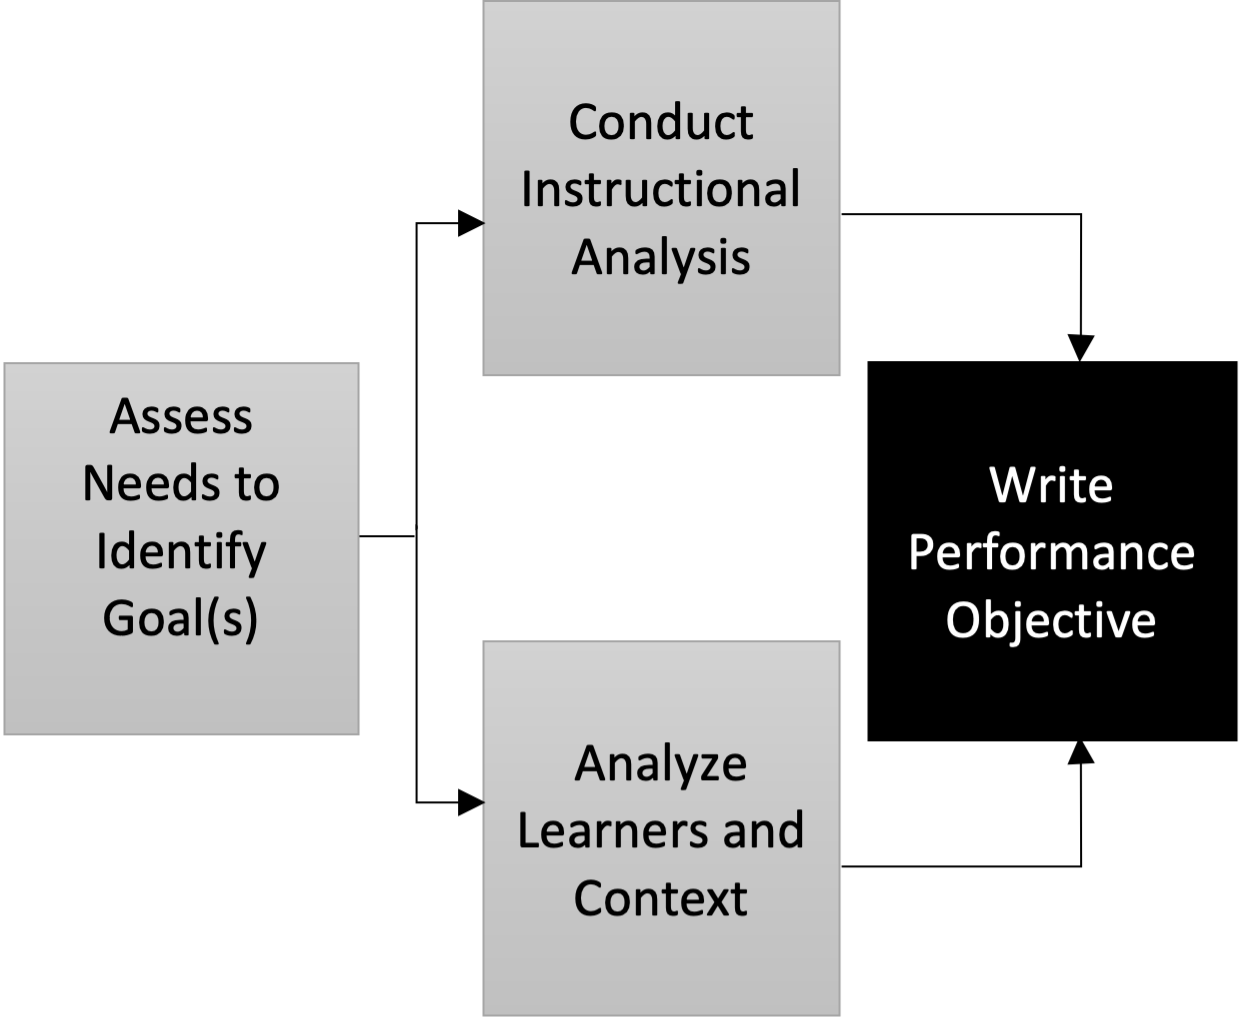 Assess
Needs to
Identify
Goal(s)
Conduct
Instructional
Analysis
Analyze
Learners and
Context
Write
Performance
Objective